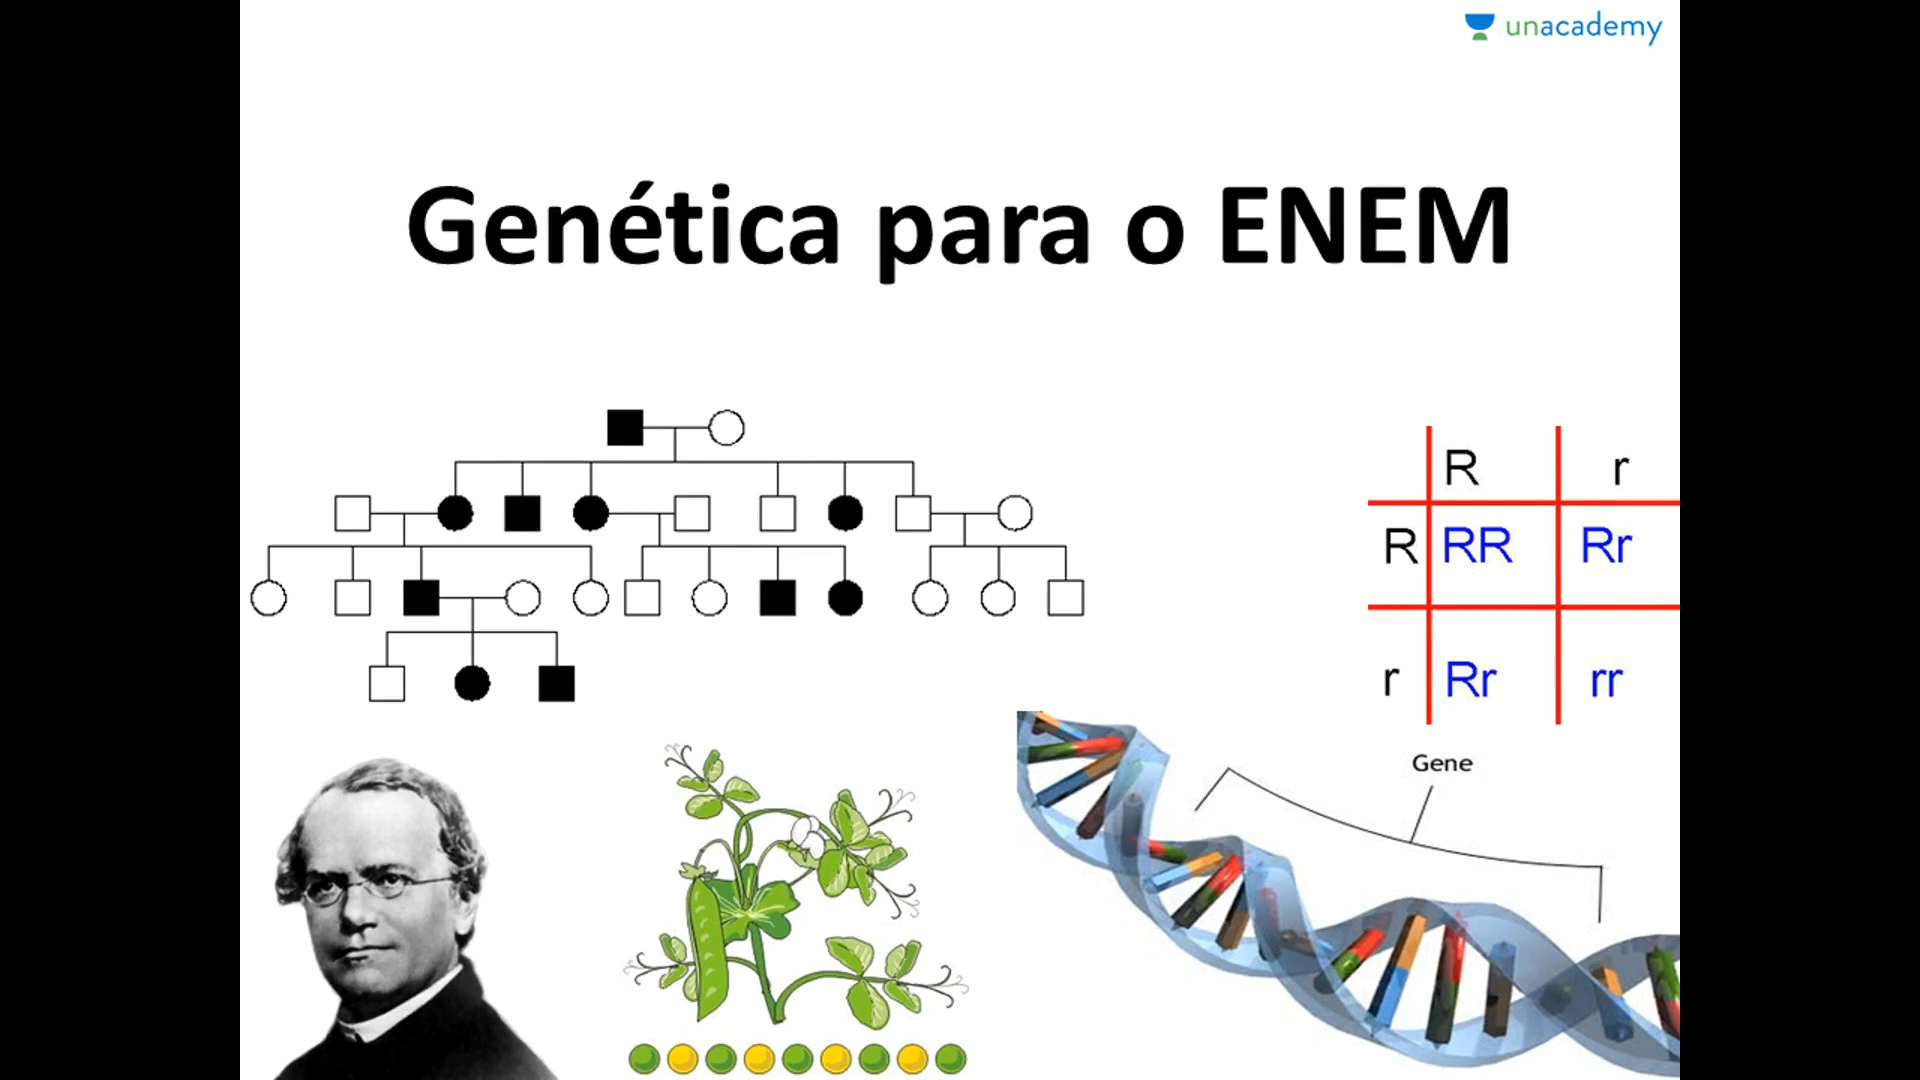 unacademy
Genética para o ENEM
R r
R RR Rr
r Rr rr
Gene